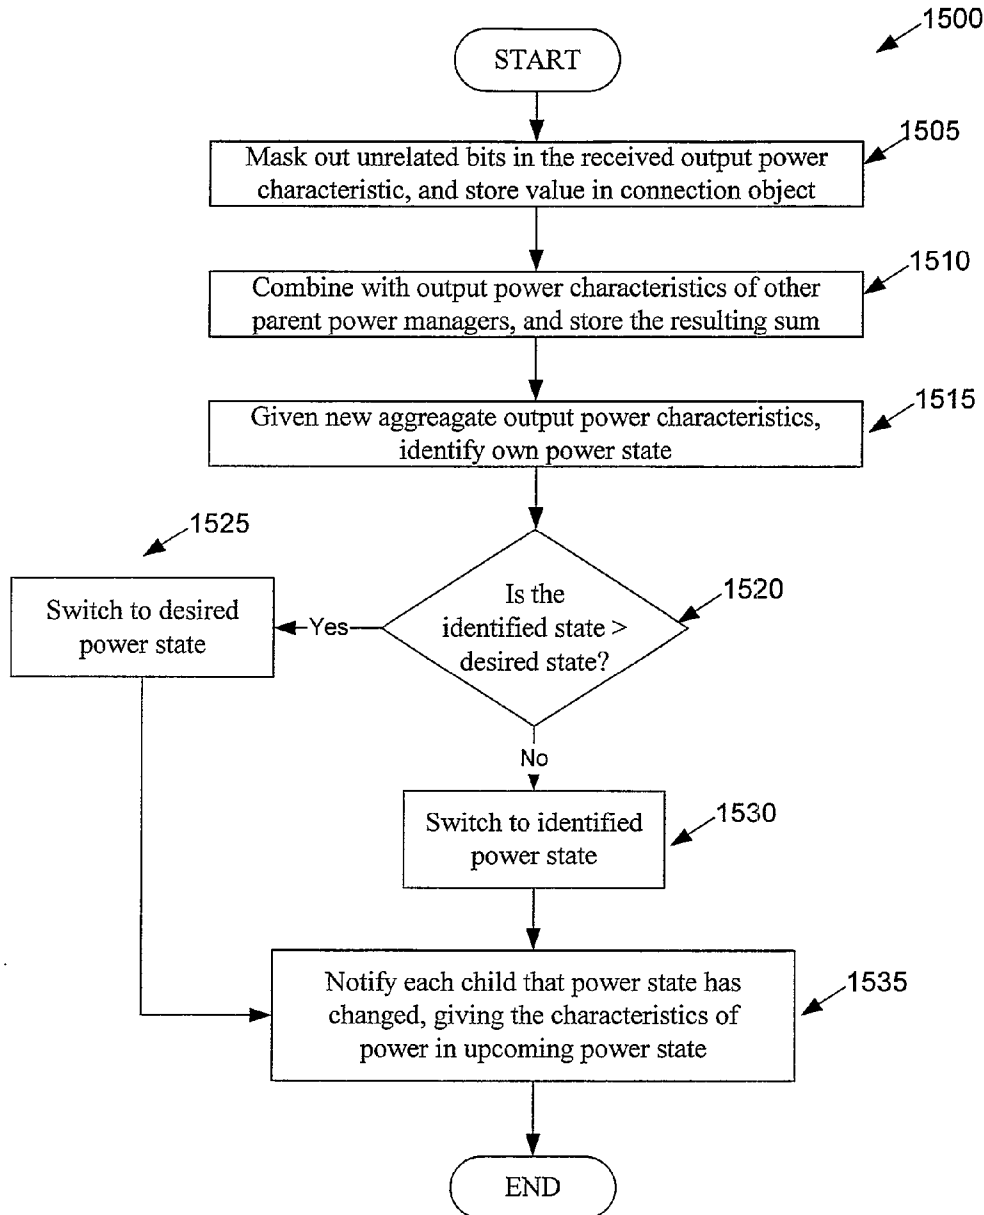 1500
START
1505
Mask out unrelated bits in the received output power
characteristic, and store value in connection object
1510
Combine with output power characteristics of other
parent power managers, and store the resulting sum
1515
Given new aggreagate output power characteristics,
identify own power state
1525
Switch to desired
power state
Yes
Is the
identified state >
desired state?
1520
No
Switch to identified
power state
1530
Notify each child that power state has
changed, giving the characteristics of
power in upcoming power state
1535
END